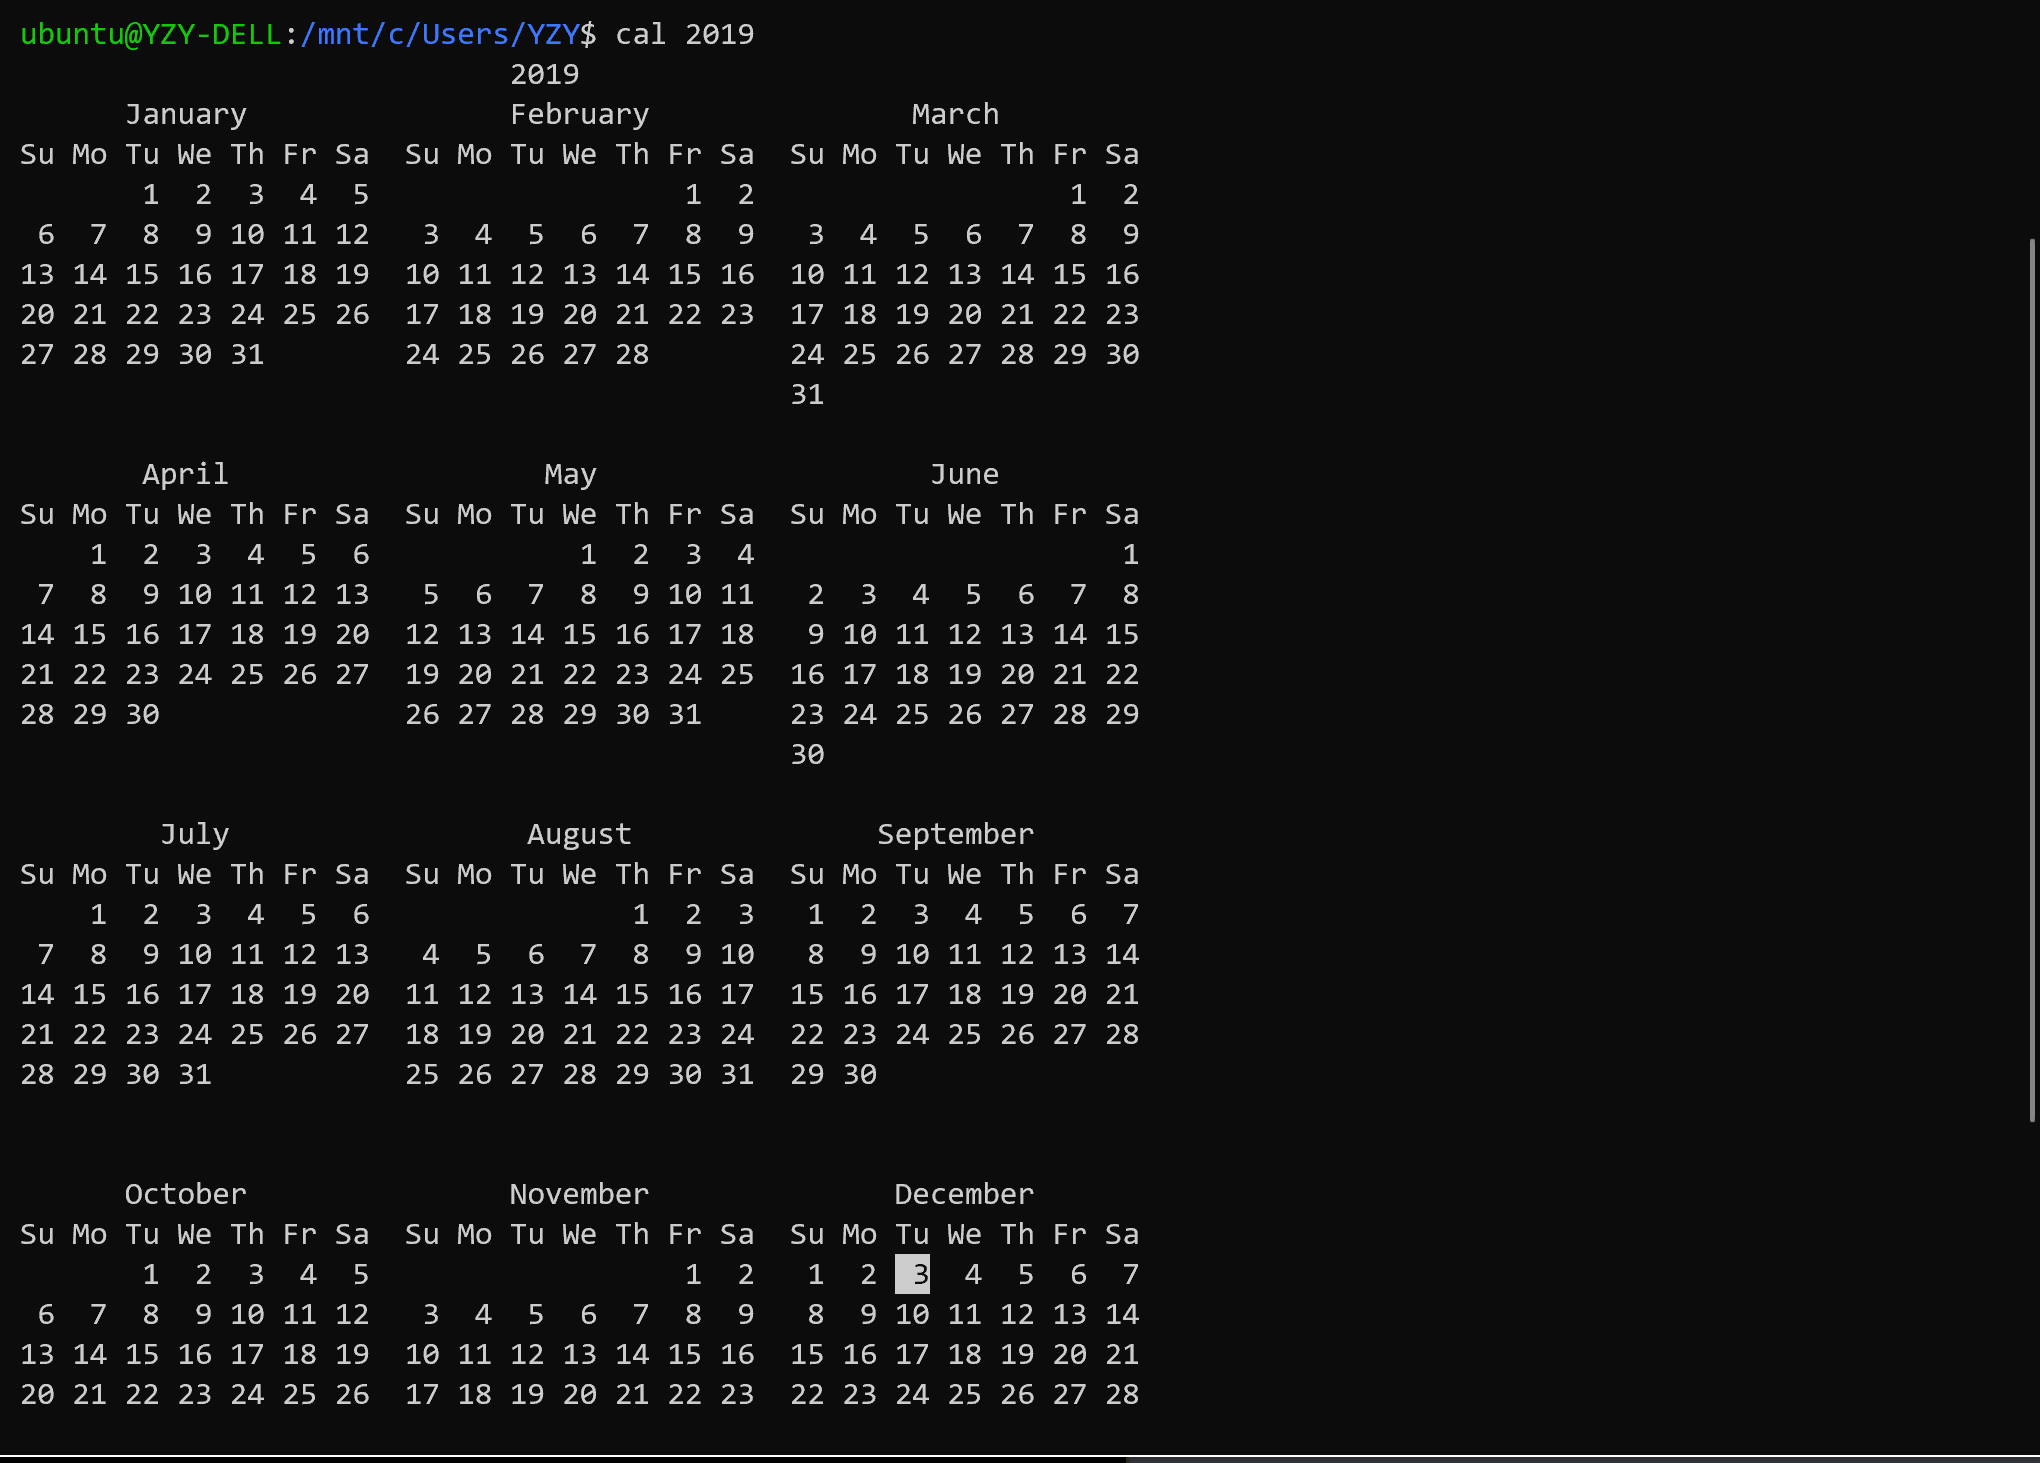 ubuntu@YZY-DELL:/mnt/c/Users/YZY$ cal 2019
                            2019
      January               February               March
Su Mo Tu We Th Fr Sa  Su Mo Tu We Th Fr Sa  Su Mo Tu We Th Fr Sa
       1  2  3  4  5                  1  2                  1  2
 6  7  8  9 10 11 12   3  4  5  6  7  8  9   3  4  5  6  7  8  9
13 14 15 16 17 18 19  10 11 12 13 14 15 16  10 11 12 13 14 15 16
20 21 22 23 24 25 26  17 18 19 20 21 22 23  17 18 19 20 21 22 23
27 28 29 30 31        24 25 26 27 28        24 25 26 27 28 29 30
                                            31
       April                  May                   June
Su Mo Tu We Th Fr Sa  Su Mo Tu We Th Fr Sa  Su Mo Tu We Th Fr Sa
    1  2  3  4  5  6            1  2  3  4                     1
 7  8  9 10 11 12 13   5  6  7  8  9 10 11   2  3  4  5  6  7  8
14 15 16 17 18 19 20  12 13 14 15 16 17 18   9 10 11 12 13 14 15
21 22 23 24 25 26 27  19 20 21 22 23 24 25  16 17 18 19 20 21 22
28 29 30              26 27 28 29 30 31     23 24 25 26 27 28 29
                                            30
        July                 August              September
Su Mo Tu We Th Fr Sa  Su Mo Tu We Th Fr Sa  Su Mo Tu We Th Fr Sa
    1  2  3  4  5  6               1  2  3   1  2  3  4  5  6  7
 7  8  9 10 11 12 13   4  5  6  7  8  9 10   8  9 10 11 12 13 14
14 15 16 17 18 19 20  11 12 13 14 15 16 17  15 16 17 18 19 20 21
21 22 23 24 25 26 27  18 19 20 21 22 23 24  22 23 24 25 26 27 28
28 29 30 31           25 26 27 28 29 30 31  29 30
      October               November              December
Su Mo Tu We Th Fr Sa  Su Mo Tu We Th Fr Sa  Su Mo Tu We Th Fr Sa
       1  2  3  4  5                  1  2   1  2  3  4  5  6  7
 6  7  8  9 10 11 12   3  4  5  6  7  8  9   8  9 10 11 12 13 14
13 14 15 16 17 18 19  10 11 12 13 14 15 16  15 16 17 18 19 20 21
20 21 22 23 24 25 26  17 18 19 20 21 22 23  22 23 24 25 26 27 28